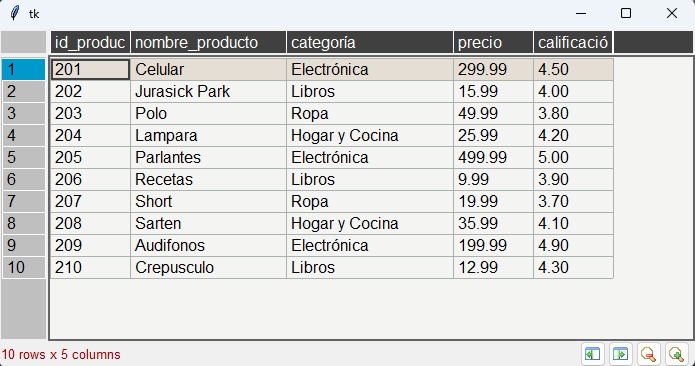 tk
id_produc nombre_producto categoría precio calificació
1 201 Celular Electrónica 299.99 4.50
2 202 Jurasick Park Libros 15.99 4.00
3 203 Polo Ropa 49.99 3.80
4 204 Lampara Hogar y Cocina 25.99 4.20
5 205 Parlantes Electrónica 499.99 5.00
6 206 Recetas Libros 9.99 3.90
7 207 Short Ropa 19.99 3.70
8 208 Sarten Hogar y Cocina 35.99 4.10
9 209 Audifonos Electrónica 199.99 4.90
10 210 Crepusculo Libros 12.99 4.30
10 rows x 5 columns